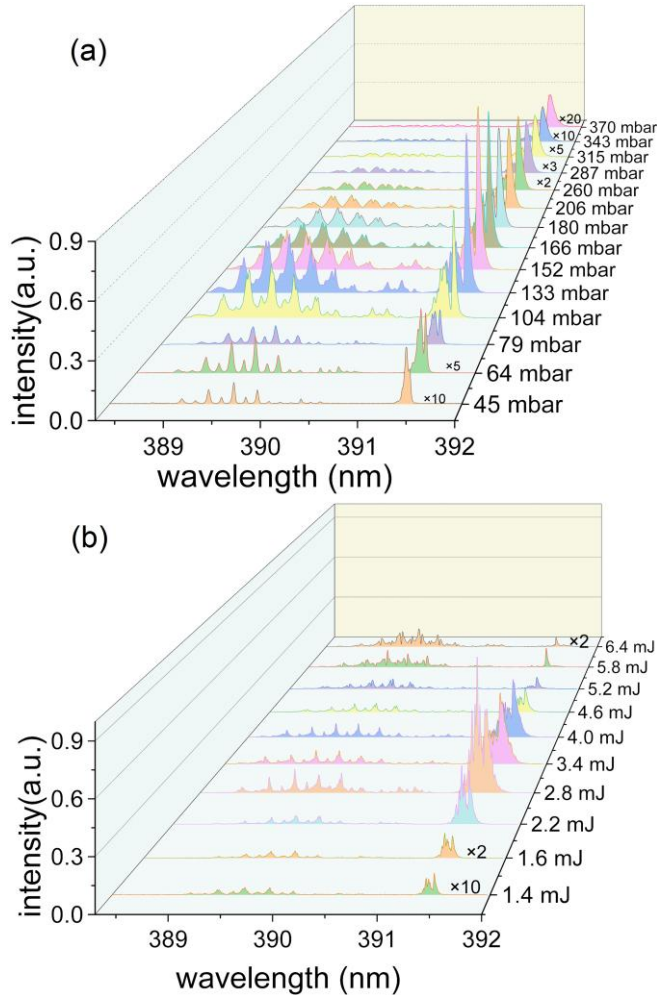 (a)
0.9
0.6
0.3
0.0
intensity(a.u.)
389
390
391
392
wavelength (nm)
×20
370 mbar
×10
343 mbar
×5
315 mbar
×3
287 mbar
×2
260 mbar
206 mbar
180 mbar
166 mbar
152 mbar
133 mbar
104 mbar
79 mbar
×5
64 mbar
×10
45 mbar
(b)
0.9
0.6
0.3
0.0
intensity(a.u.)
389
390
391
392
wavelength (nm)
×2
6.4 mJ
5.8 mJ
5.2 mJ
4.6 mJ
4.0 mJ
3.4 mJ
2.8 mJ
2.2 mJ
×2
1.6 mJ
×10
1.4 mJ